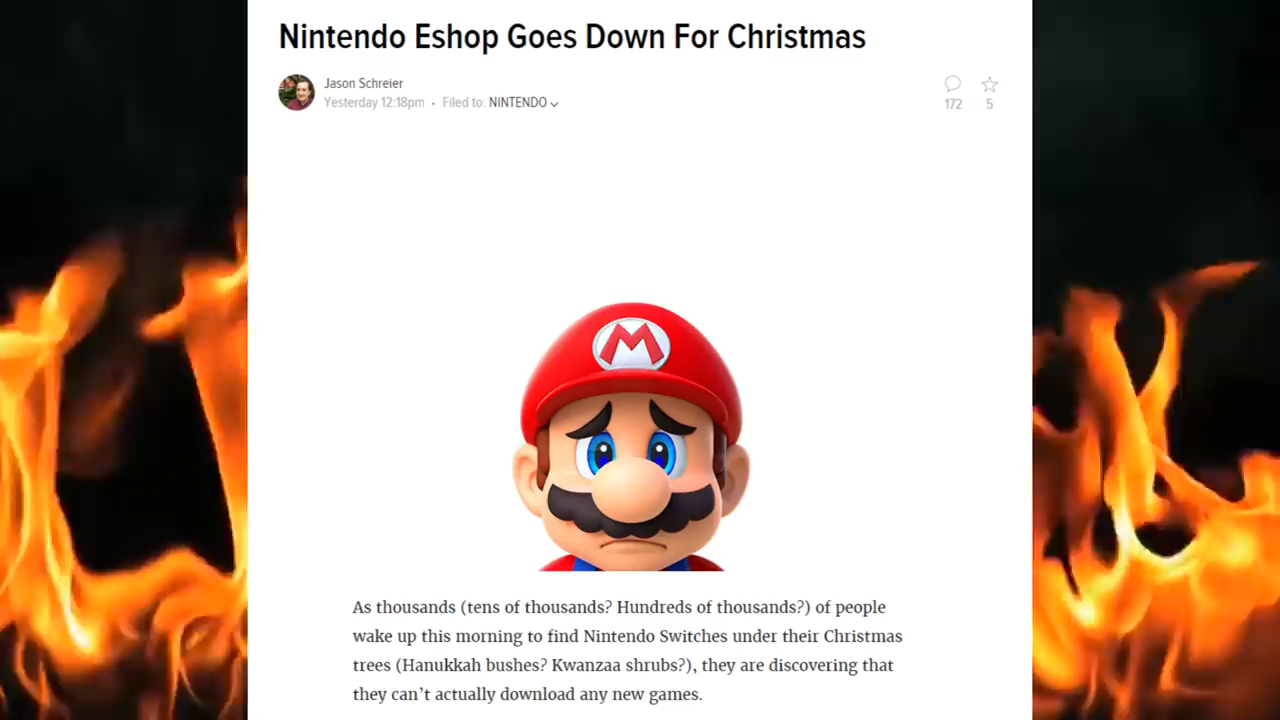 Nintendo Eshop Goes Down For Christmas
Jason Schreier
Yesterday 12:18pm • Filed to: NINTENDO
172
5
M
As thousands (tens of thousands? Hundreds of thousands?) of people
wake up this morning to find Nintendo Switches under their Christmas
trees (Hanukkah bushes? Kwanzaa shrubs?), they are discovering that
they can’t actually download any new games.